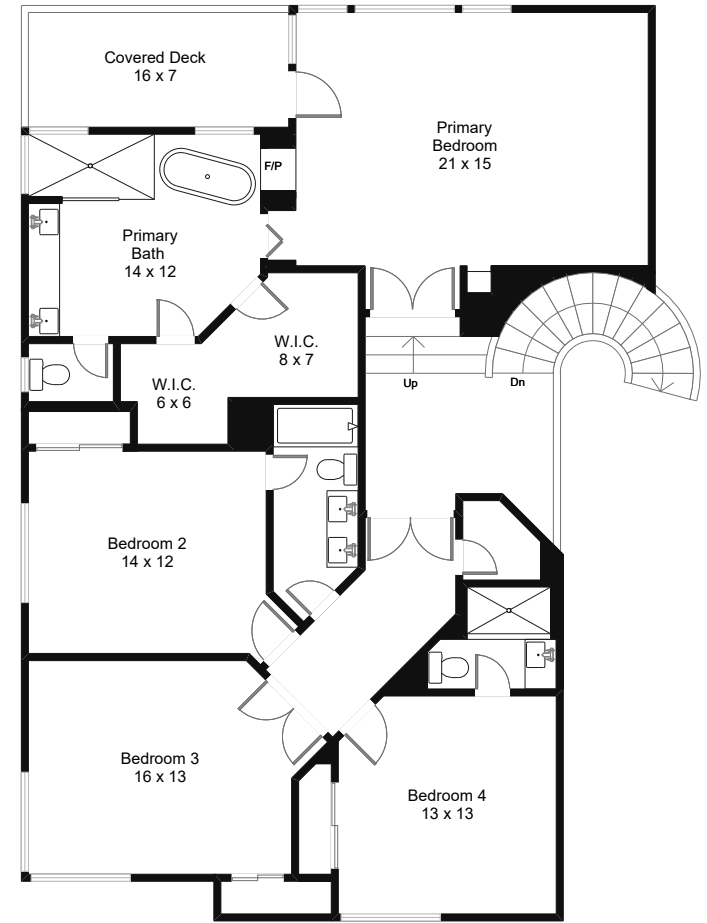 Covered Deck
16 x 7
Primary
Bedroom
21 x 15
F/P
Primary
Bath
14 x 12
W.I.C.
8 x 7
W.I.C.
6 x 6
Up
Dn
Bedroom 2
14 x 12
Bedroom 3
16 x 13
Bedroom 4
13 x 13